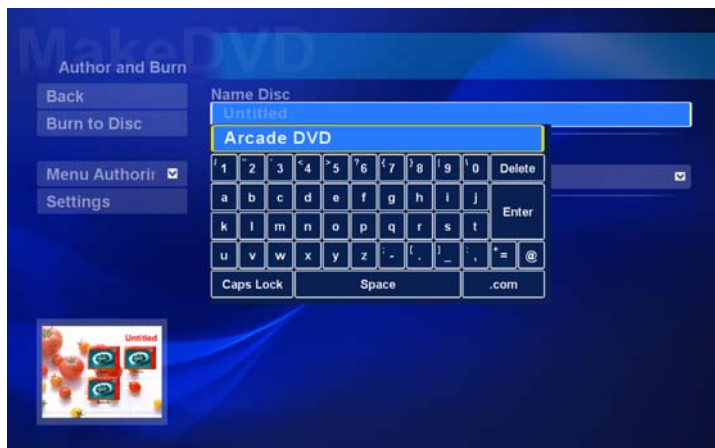 MakeDVD
Author and Burn
Back
Burn to Disc
Menu Authorin
Settings
Name Disc
Untitled
Arcade DVD
1 2 3 < 4 > 5 ? 6 { 7 } 8 | 9 \ 0 Delete
a b c d e f g h i j
Enter
k l m n o p q r s t
u v w x y z ; - [ . ] _ : , + = @
Caps Lock Space .com
Untitled